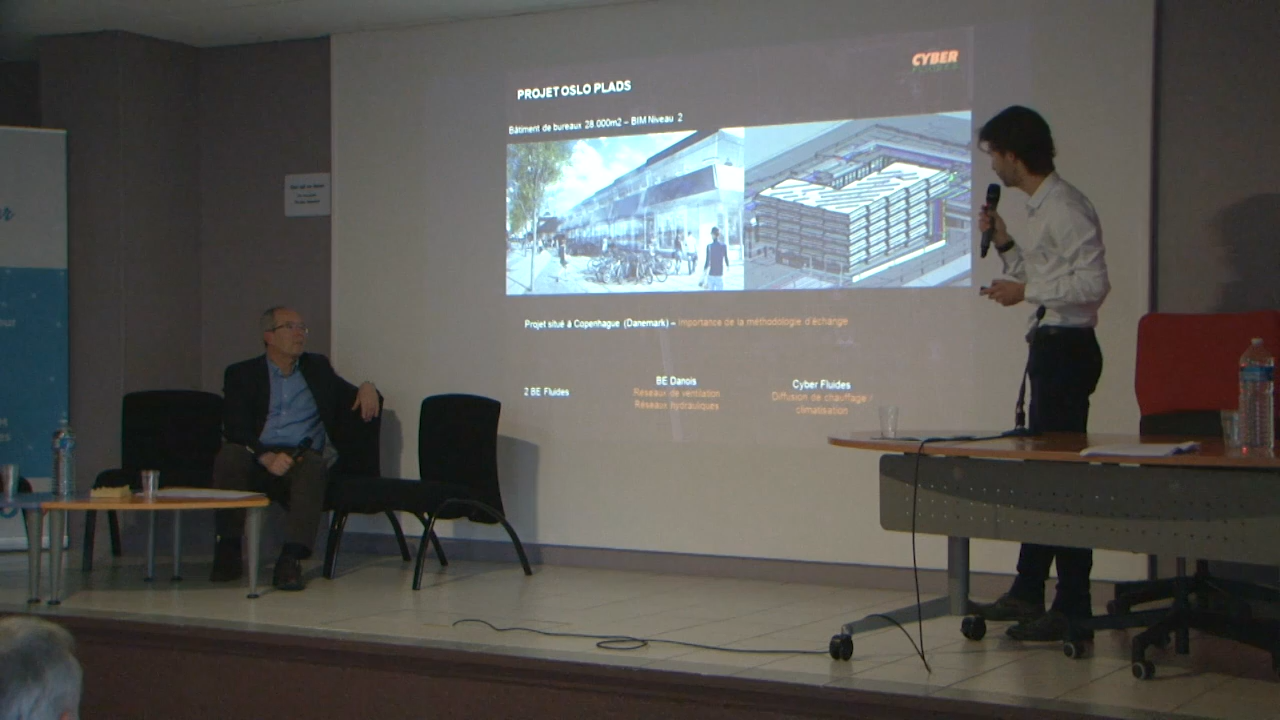 CYBER
PROJET OSLO PLADS
Bâtiment de bureaux 28 000m2 – BIM Niveau 2
Projet situé à Copenhague (Danemark) – Importance de la méthodologie d'échange
2 BE Fluides
BE Danois
Réseaux de ventilation
Réseaux hydrauliques
Cyber Fluides
Diffusion de chauffage /
climatisation